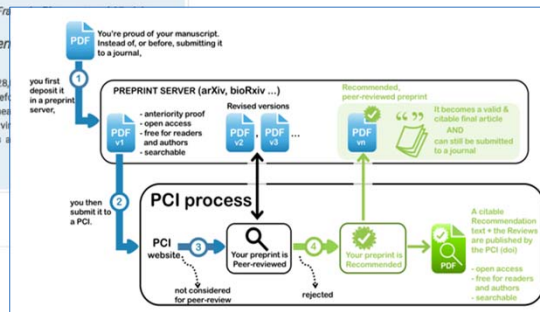 You're proud of your manuscript.
Instead of, or before, submitting it
to a journal,
PDF
1
you first
deposit it
in a preprint
server,
PREPRINT SERVER (arXiv, bioRxiv ...)
PDF
v1
- anteriority proof
- open access
- free for readers
and authors
- searchable
Revised versions
PDF
v2
,
PDF
v3
...
Recommended,
peer-reviewed preprint
PDF
vn
“ ”
It becomes a valid &
citable final article
AND
can still be submitted
to a journal
2
you then
submit it to
a PCI.
PCI process
PCI
website
3
Your preprint is
Peer-reviewed
4
Your preprint is
Recommended
not considered
for peer-review
rejected
PDF
A citable
Recommendation
text + the Reviews
are published by
the PCI (doi)
- open access
- free for readers
and authors
- searchable